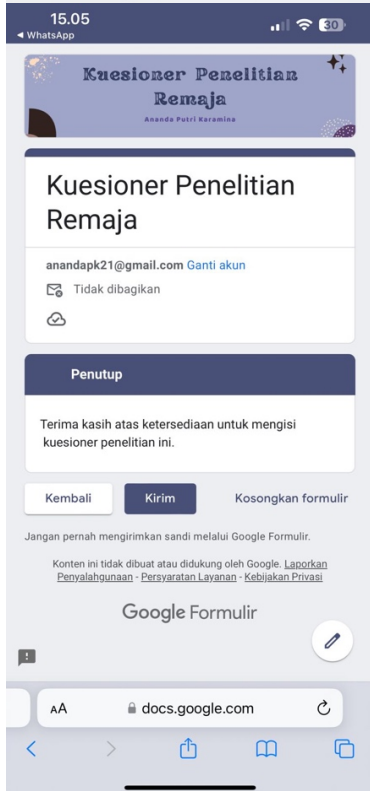 15.05
30
◀ WhatsApp
Kuesioner Penelitian
Remaja
Ananda Putri Karamina
Kuesioner Penelitian
Remaja
anandapk21@gmail.com Ganti akun
Tidak dibagikan
Penutup
Terima kasih atas ketersediaan untuk mengisi
kuesioner penelitian ini.
Kembali
Kirim
Kosongkan formulir
Jangan pernah mengirimkan sandi melalui Google Formulir.
Konten ini tidak dibuat atau didukung oleh Google. Laporkan
Penyalahgunaan - Persyaratan Layanan - Kebijakan Privasi
Google Formulir
AA
docs.google.com